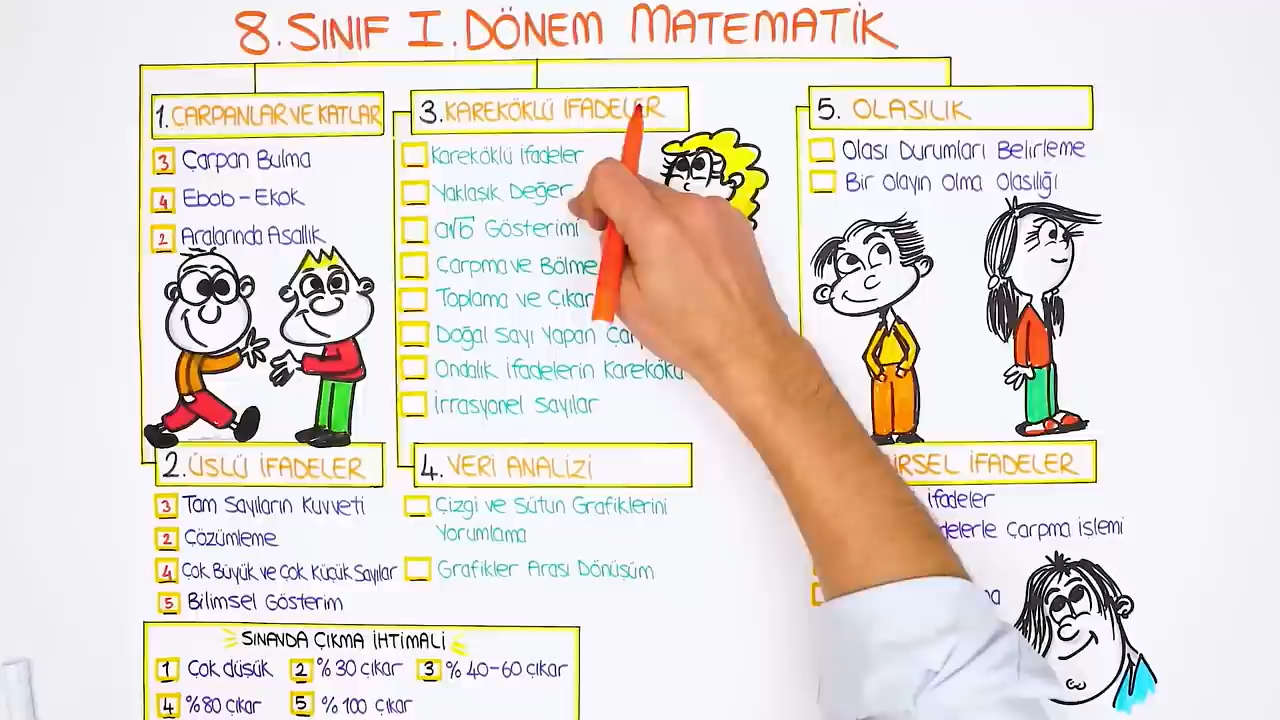 8. SINIF I. DÖNEM MATEMATİK
1. ÇARPANLAR VE KATLAR
3 Çarpan Bulma
4 Ebob-Ekok
2 Aralarında Asallık
2. ÜSLÜ İFADELER
3 Tam Sayıların Kuvveti
2 Çözümleme
4 Çok Büyük ve Çok Küçük Sayılar
5 Bilimsel Gösterim
3. KAREKÖKLÜ İFADELER
Kareköklü İfadeler
Yaklaşık Değer
a√b Gösterimi
Çarpma ve Bölme
Toplama ve Çıkar
Doğal Sayı Yapan
Ondalık İfadelerin Karekökü
İrrasyonel Sayılar
4. VERİ ANALİZİ
Çizgi ve Sütun Grafiklerini
Yorumlama
Grafikler Arası Dönüşüm
5. OLASILIK
Olası Durumları Belirleme
Bir Olayın Olma Olasılığı
İRSEL İFADELER
ifadeler
delerle Çarpma İşlemi
SINAVDA ÇIKMA İHTİMALİ
1 Çok düşük 2 %30 çıkar 3 %40-60 çıkar
4 %80 çıkar 5 %100 çıkar